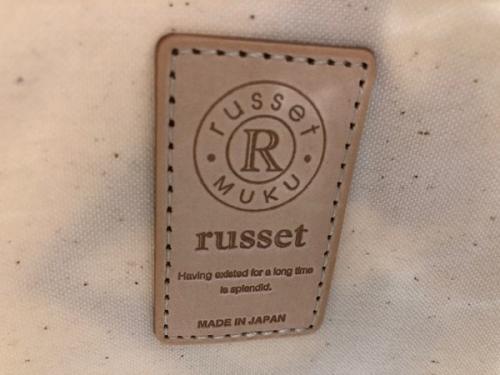 russet
R
MUKU
russet
Having existed for a long time
is splendid.
MADE IN JAPAN